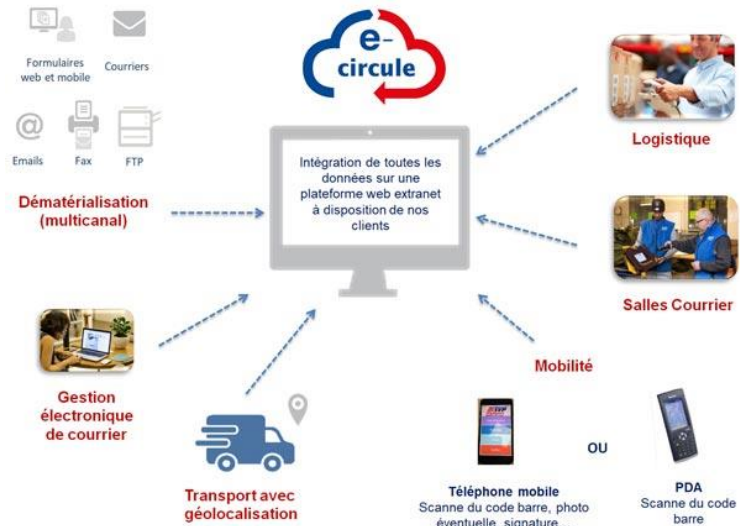 e-
circule
Formulaires
web et mobile
Courriers
@
Emails
Fax
FTP
Dématérialisation
(multicanal)
Intégration de toutes les
données sur une
plateforme web extranet
à disposition de nos
clients
Logistique
Salles Courrier
Gestion
électronique
de courrier
Transport avec
géolocalisation
Mobilité
OU
Téléphone mobile
Scanne du code barre, photo
éventuelle, signature....
PDA
Scanne du code
barre